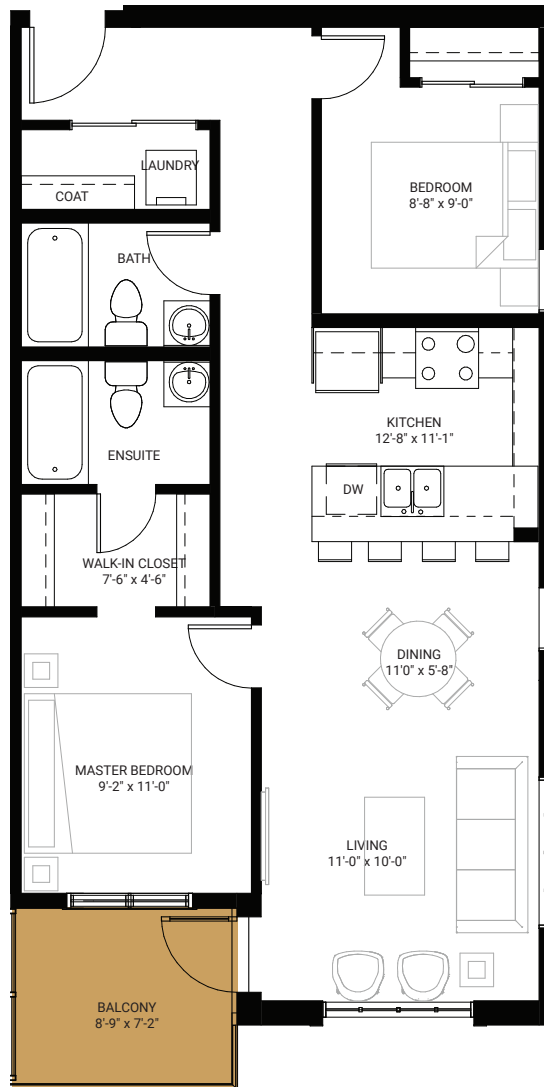 LAUNDRY
COAT
BEDROOM
8'-8" x 9'-0"
BATH
KITCHEN
12'-8" x 11'-1"
ENSUITE
DW
WALK-IN CLOSET
7'-6" x 4'-6"
DINING
11'0" x 5'-8"
MASTER BEDROOM
9'-2" x 11'-0"
LIVING
11'-0" x 10'-0"
BALCONY
8'-9" x 7'-2"